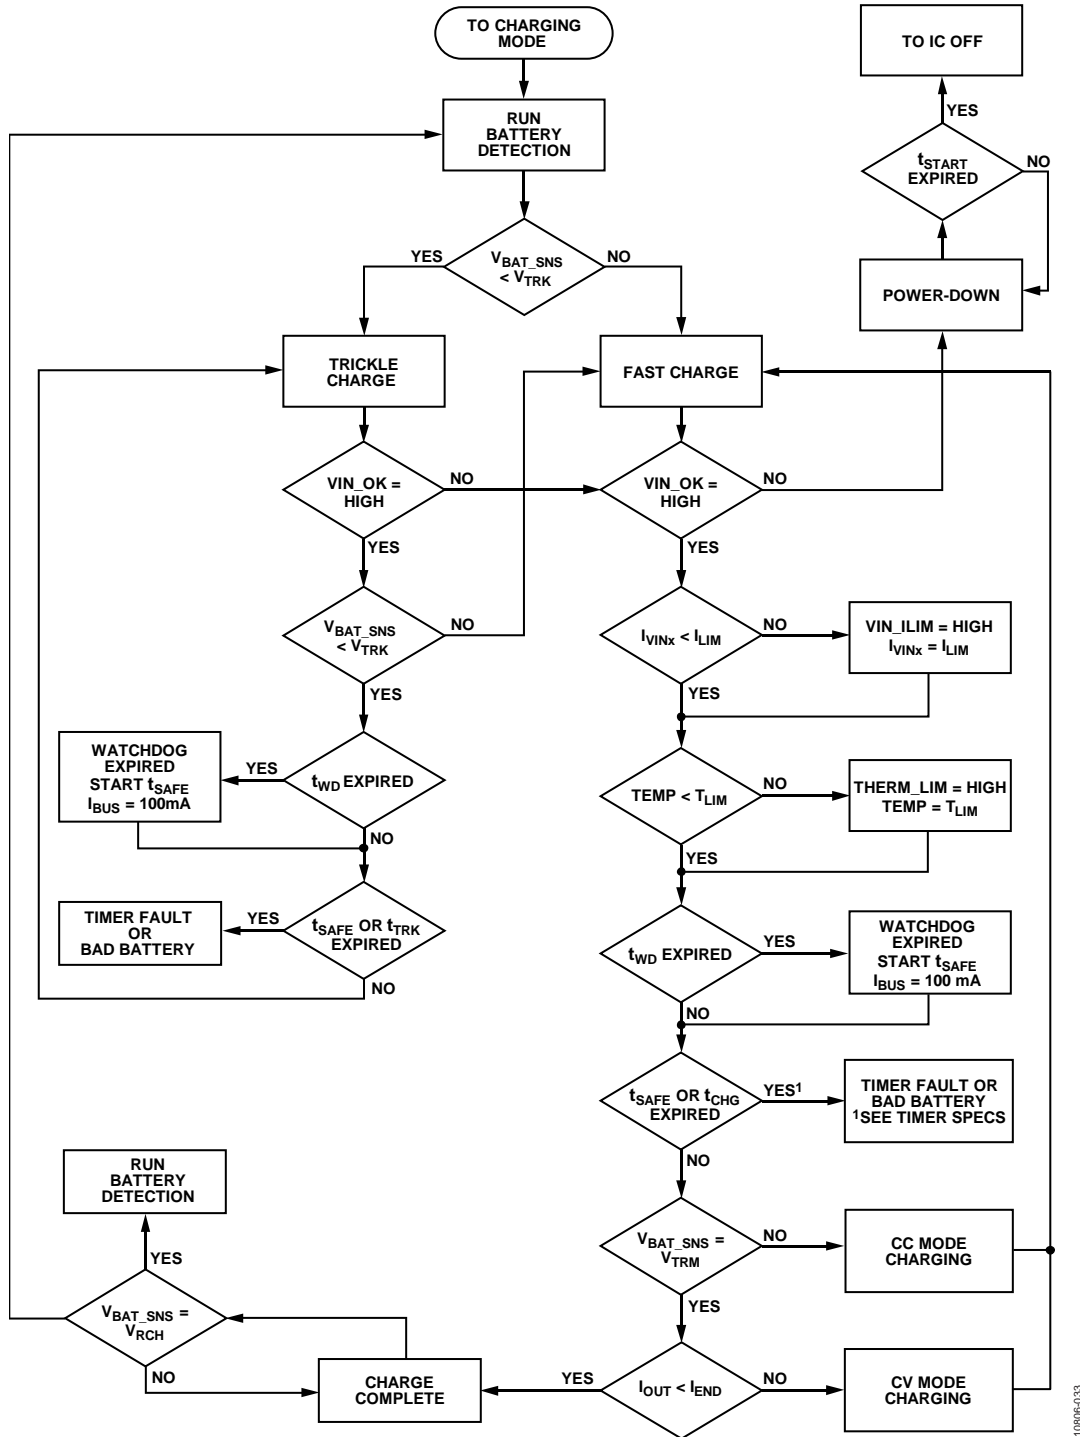 TO CHARGING
MODE
TO IC OFF
RUN
BATTERY
DETECTION
YES
tSTART
EXPIRED
NO
YES
VBAT_SNS
< VTRK
NO
POWER-DOWN
TRICKLE
CHARGE
FAST CHARGE
VIN_OK =
HIGH
NO
VIN_OK =
HIGH
NO
YES
YES
VBAT_SNS
< VTRK
NO
IVINx < ILIM
NO
VIN_ILIM = HIGH
IVINx = ILIM
YES
YES
WATCHDOG
EXPIRED
START tSAFE
IBUS = 100mA
YES
tWD EXPIRED
TEMP < TLIM
NO
THERM_LIM = HIGH
TEMP = TLIM
NO
YES
TIMER FAULT
OR
BAD BATTERY
YES
tSAFE OR tTRK
EXPIRED
NO
tWD EXPIRED
YES
WATCHDOG
EXPIRED
START tSAFE
IBUS = 100 mA
NO
tSAFE OR tCHG
EXPIRED
YES1
TIMER FAULT OR
BAD BATTERY
1SEE TIMER SPECS
NO
RUN
BATTERY
DETECTION
VBAT_SNS =
VTRM
NO
CC MODE
CHARGING
YES
YES
VBAT_SNS =
VRCH
NO
CHARGE
COMPLETE
YES
IOUT < IEND
NO
CV MODE
CHARGING
10806-033